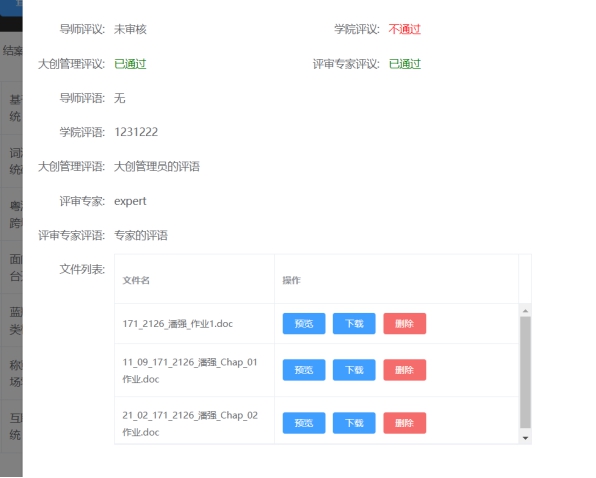 导师评议: 未审核 学院评议: 不通过
大创管理评议: 已通过 评审专家评议: 已通过
导师评语: 无
学院评语: 1231222
大创管理评语: 大创管理员的评语
评审专家: expert
评审专家评语: 专家的评语
文件列表:
文件名 操作
171_2126_潘强_作业1.doc 预览 下载 删除
11_09_171_2126_潘强_Chap_01
作业.doc
预览 下载 删除
21_02_171_2126_潘强_Chap_02
作业.doc
预览 下载 删除
结案
统
词
统
跨
面
台
蓝
类
称
场
互
统